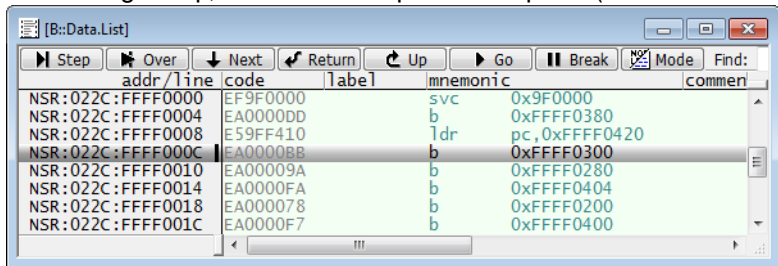 [B::Data.List]
Step Over Next Return Up Go Break Mode Find:
addr/line code label mnemonic commen
NSR:022C:FFFF0000 EF9F0000 svc 0x9F0000
NSR:022C:FFFF0004 EA0000DD b 0xFFFF0380
NSR:022C:FFFF0008 E59FF410 ldr pc,0xFFFF0420
NSR:022C:FFFF000C EA0000BB b 0xFFFF0300
NSR:022C:FFFF0010 EA00009A b 0xFFFF0280
NSR:022C:FFFF0014 EA0000FA b 0xFFFF0404
NSR:022C:FFFF0018 EA000078 b 0xFFFF0200
NSR:022C:FFFF001C EA0000F7 b 0xFFFF0400